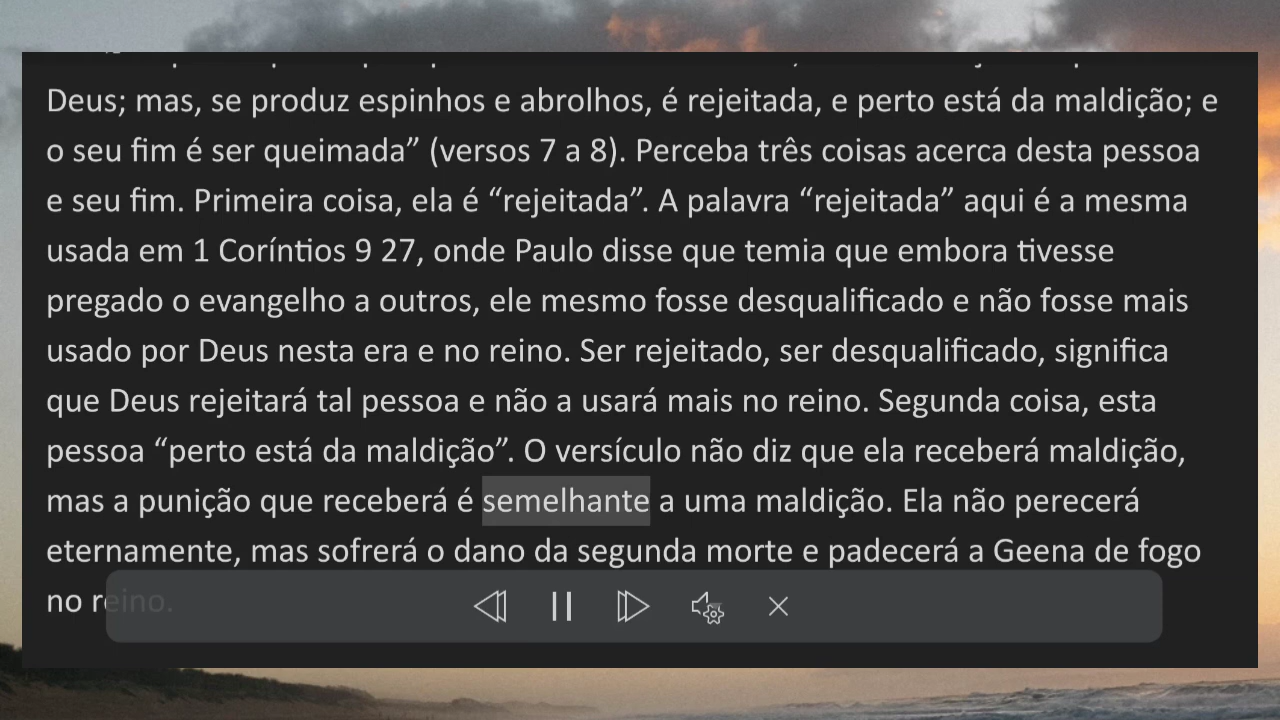 Deus; mas, se produz espinhos e abrolhos, é rejeitada, e perto está da maldição; e
o seu fim é ser queimada” (versos 7 a 8). Perceba três coisas acerca desta pessoa
e seu fim. Primeira coisa, ela é “rejeitada”. A palavra “rejeitada” aqui é a mesma
usada em 1 Coríntios 9 27, onde Paulo disse que temia que embora tivesse
pregado o evangelho a outros, ele mesmo fosse desqualificado e não fosse mais
usado por Deus nesta era e no reino. Ser rejeitado, ser desqualificado, significa
que Deus rejeitará tal pessoa e não a usará mais no reino. Segunda coisa, esta
pessoa “perto está da maldição”. O versículo não diz que ela receberá maldição,
mas a punição que receberá é semelhante a uma maldição. Ela não perecerá
eternamente, mas sofrerá o dano da segunda morte e padecerá a Geena de fogo
no reino.